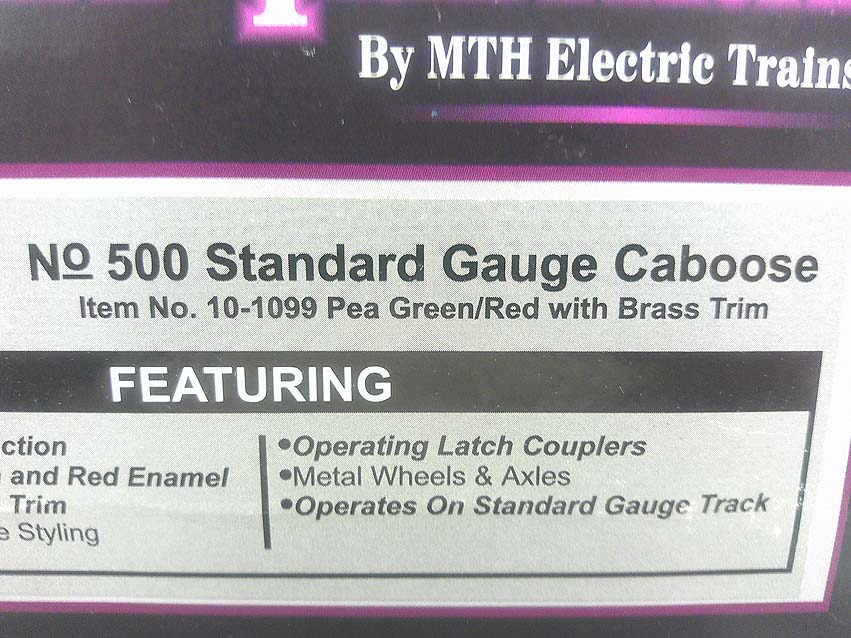 By MTH Electric Trains
Nº 500 Standard Gauge Caboose
Item No. 10-1099 Pea Green/Red with Brass Trim
FEATURING
and Red Enamel
Trim
Styling
•Operating Latch Couplers
•Metal Wheels & Axles
•Operates On Standard Gauge Track